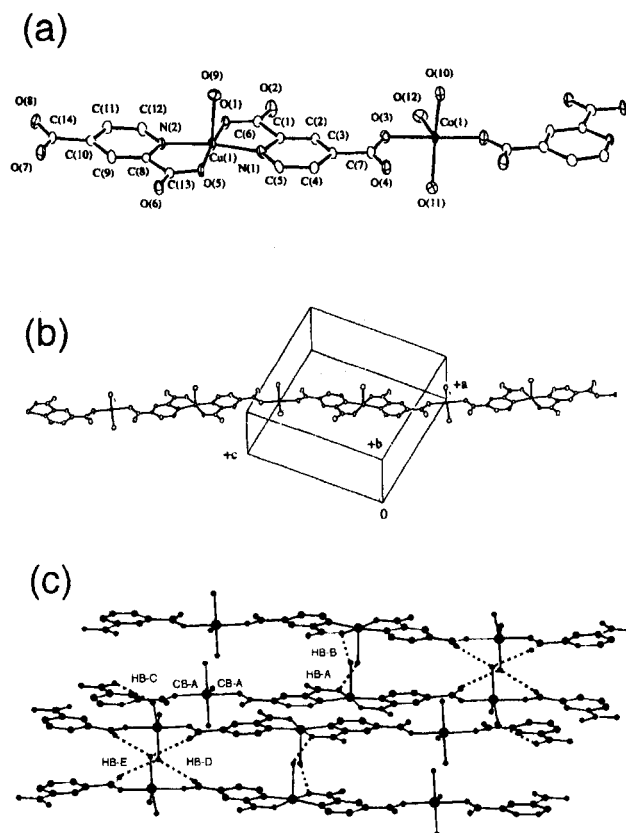 (a)
O(9)
O(2)
O(10)
O(8)
C(14)
C(11)
C(12)
O(1)
C(1)
C(2)
O(3)
O(12)
Cu(1)
N(2)
C(6)
C(3)
C(10)
Cu(1)
C(7)
O(7)
C(9)
C(8)
C(13)
N(1)
O(4)
O(6)
O(5)
C(5)
C(4)
O(11)
(b)
+a
+b
+c
0
(c)
HB-B
HB-C
CB-A
CB-A
HB-A
HB-E
HB-D